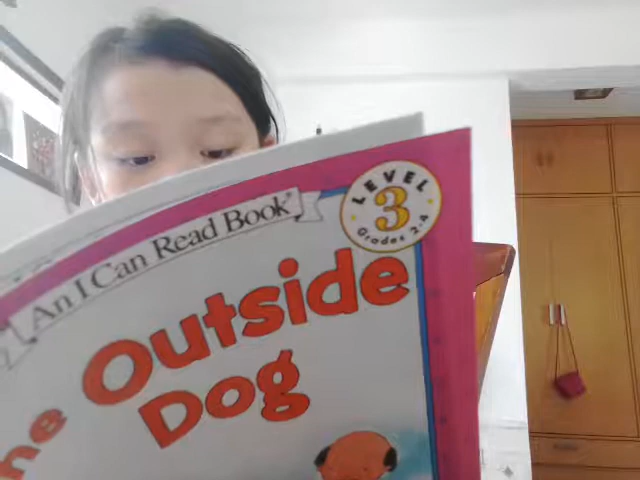 An I Can Read Book
LEVEL
3
Grades 2-4
Outside
Dog